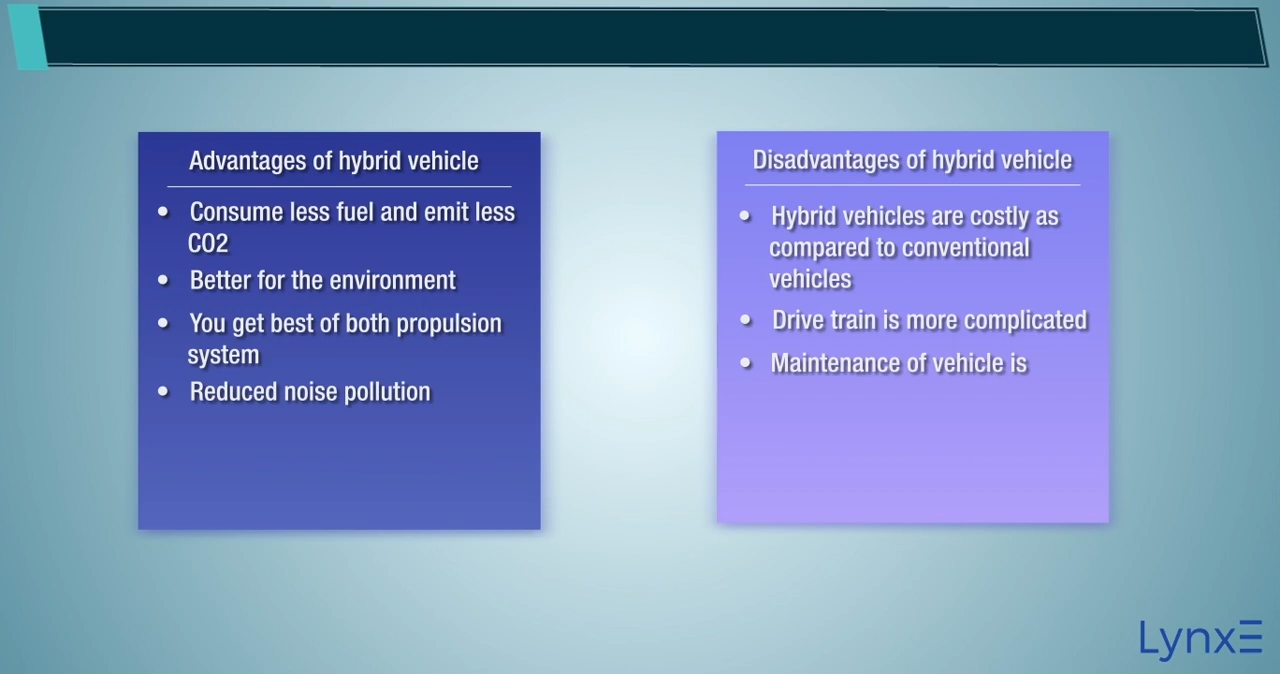 Advantages of hybrid vehicle
• Consume less fuel and emit less
CO2
• Better for the environment
• You get best of both propulsion
system
• Reduced noise pollution
Disadvantages of hybrid vehicle
• Hybrid vehicles are costly as
compared to conventional
vehicles
• Drive train is more complicated
• Maintenance of vehicle is
LynxE